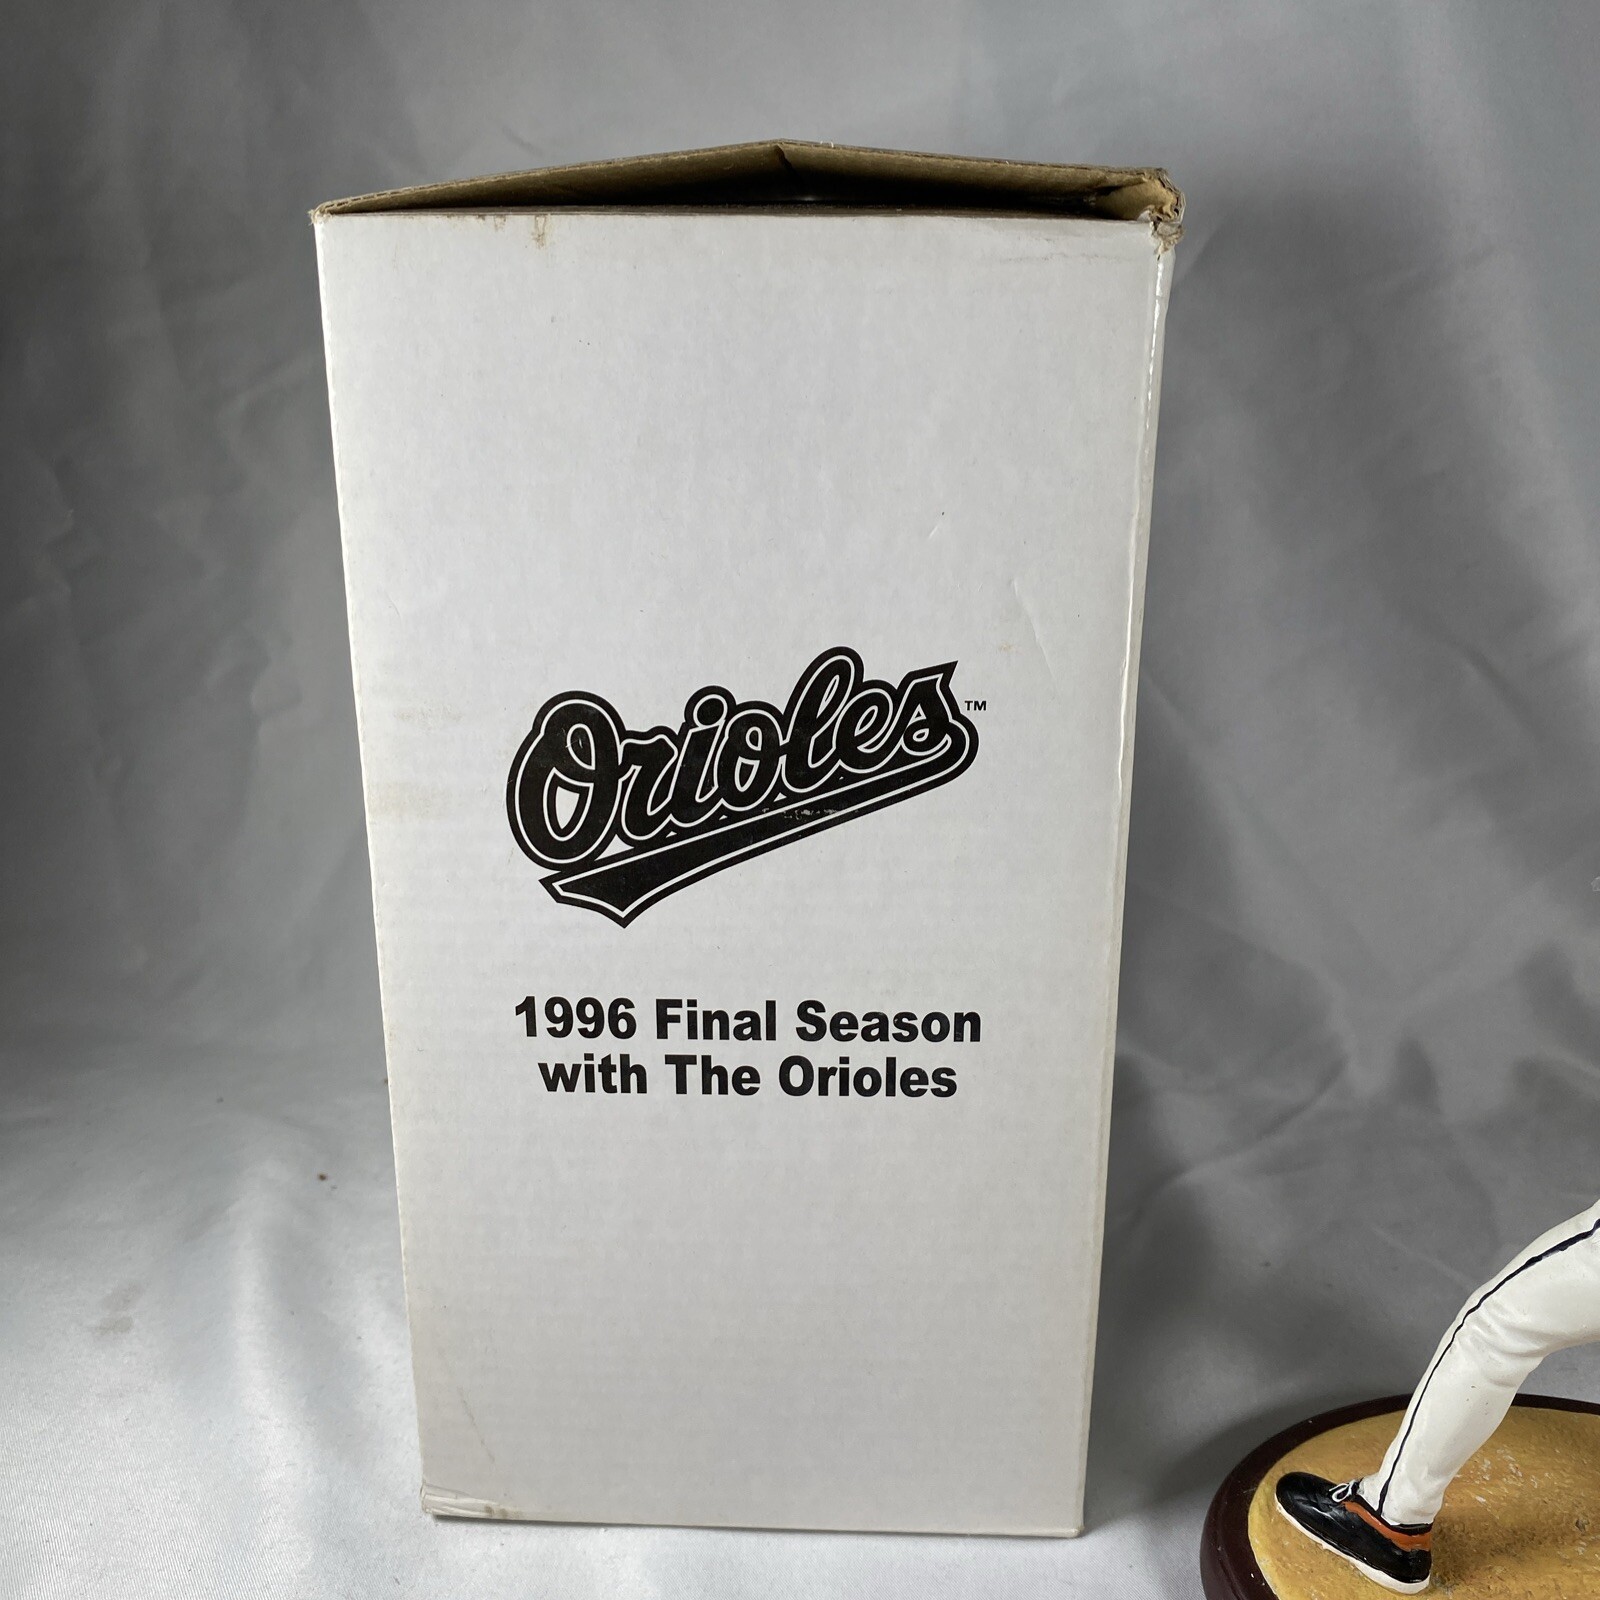 Orioles™
1996 Final Season
with The Orioles